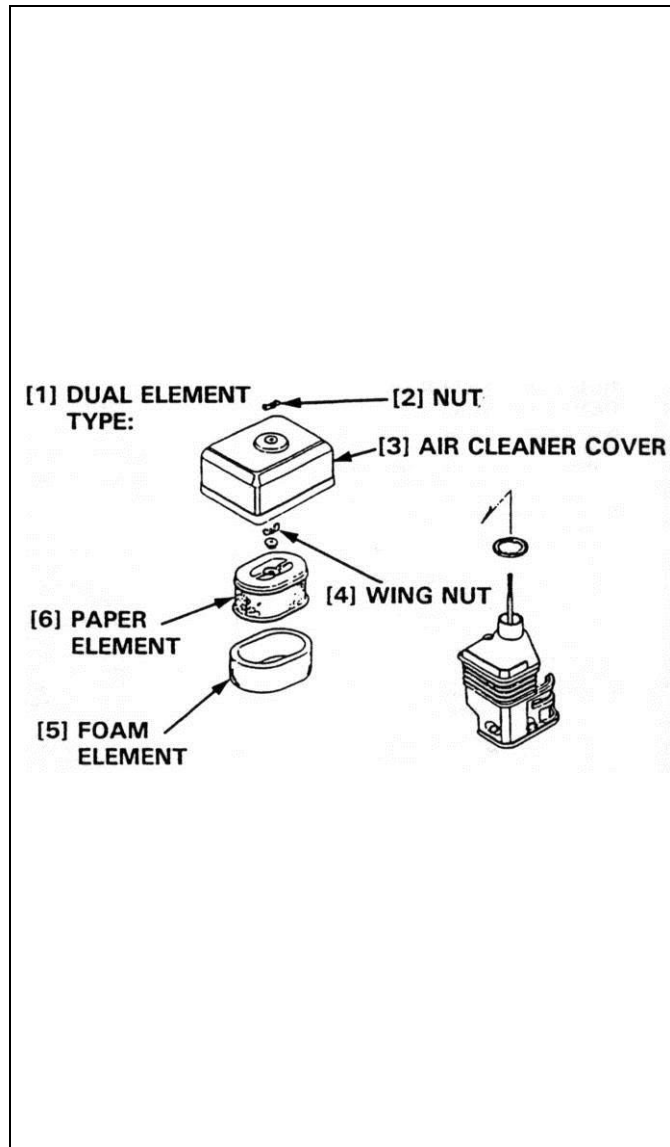 [1] DUAL ELEMENT
TYPE:
[2] NUT
[3] AIR CLEANER COVER
[4] WING NUT
[6] PAPER
ELEMENT
[5] FOAM
ELEMENT